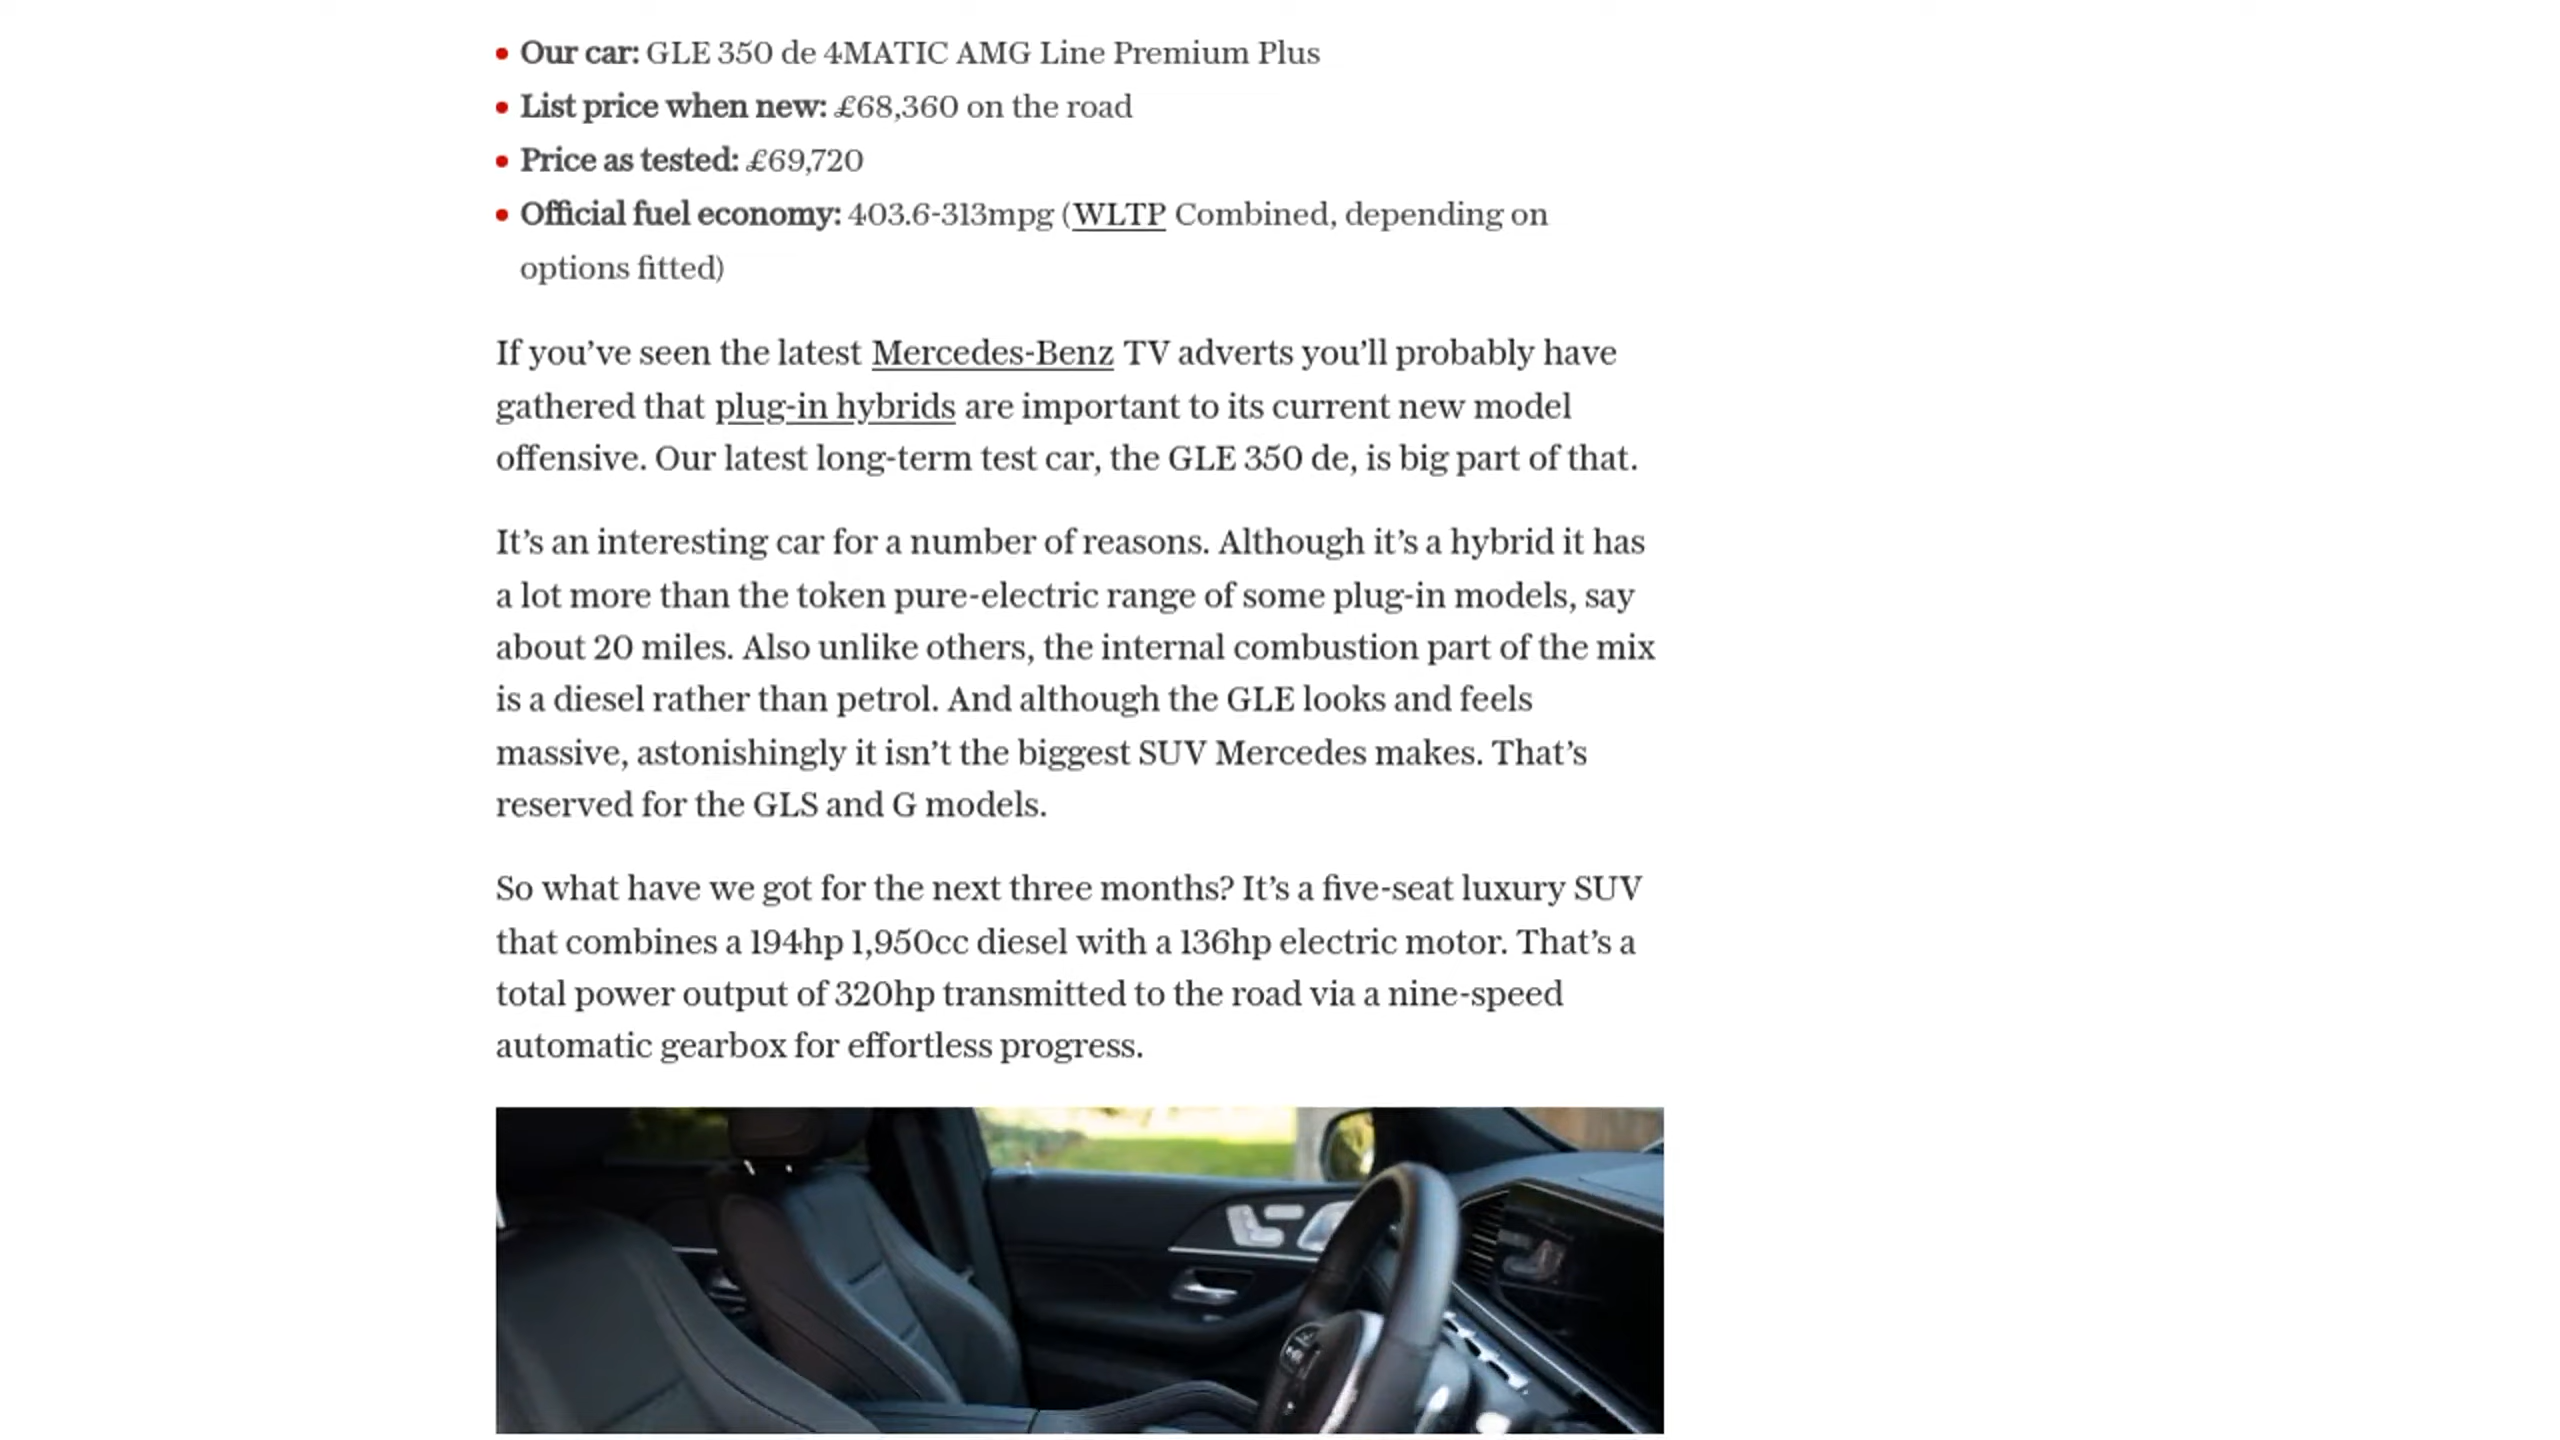 • Our car: GLE 350 de 4MATIC AMG Line Premium Plus
• List price when new: £68,360 on the road
• Price as tested: £69,720
• Official fuel economy: 403.6-313mpg (WLTP Combined, depending on
options fitted)
If you’ve seen the latest Mercedes-Benz TV adverts you’ll probably have
gathered that plug-in hybrids are important to its current new model
offensive. Our latest long-term test car, the GLE 350 de, is big part of that.
It’s an interesting car for a number of reasons. Although it’s a hybrid it has
a lot more than the token pure-electric range of some plug-in models, say
about 20 miles. Also unlike others, the internal combustion part of the mix
is a diesel rather than petrol. And although the GLE looks and feels
massive, astonishingly it isn’t the biggest SUV Mercedes makes. That’s
reserved for the GLS and G models.
So what have we got for the next three months? It’s a five-seat luxury SUV
that combines a 194hp 1,950cc diesel with a 136hp electric motor. That’s a
total power output of 320hp transmitted to the road via a nine-speed
automatic gearbox for effortless progress.